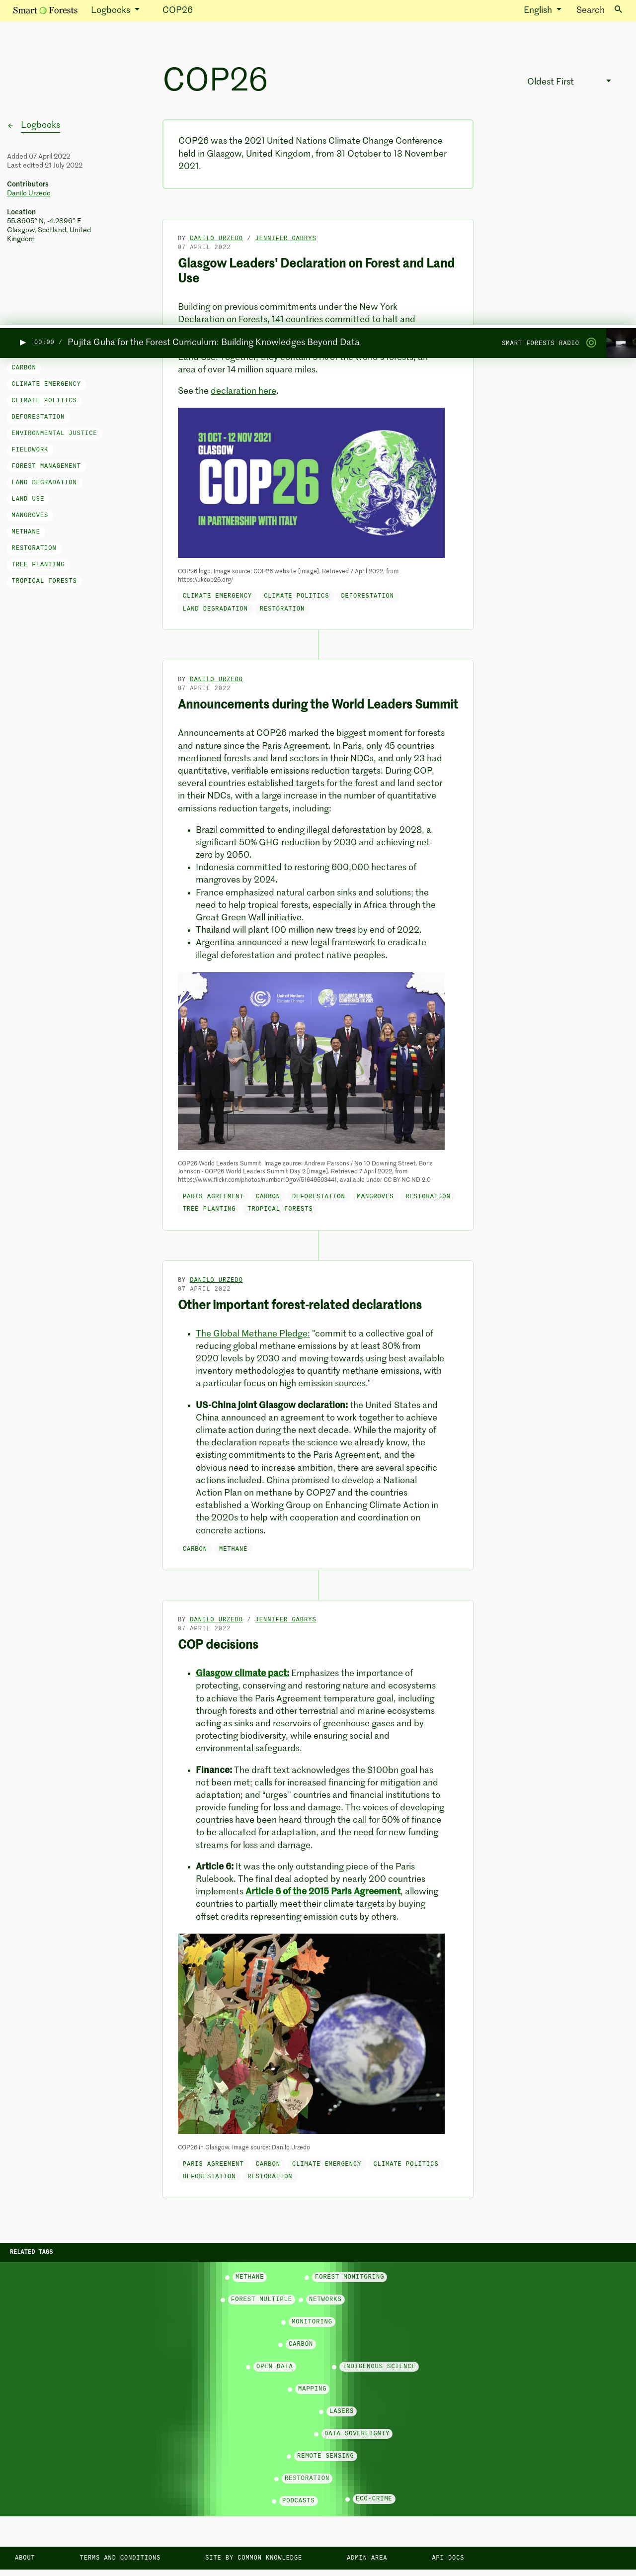 Smart Forests
Logbooks
COP26
English
Search
COP26
Oldest First
Logbooks
Added 07 April 2022
Last edited 21 July 2022
Contributors
Danilo Urzedo
Location
55.8605° N, -4.2896° E
Glasgow, Scotland, United
Kingdom
COP26 was the 2021 United Nations Climate Change Conference
held in Glasgow, United Kingdom, from 31 October to 13 November
2021.
BY DANILO URZEDO / JENNIFER GABRYS
07 APRIL 2022
Glasgow Leaders' Declaration on Forest and Land
Use
Building on previous commitments under the New York
Declaration on Forests, 141 countries committed to halt and
00:00 / Pujita Guha for the Forest Curriculum: Building Knowledges Beyond Data
SMART FORESTS RADIO
area of over 14 million square miles.
See the declaration here.
CARBON
CLIMATE EMERGENCY
CLIMATE POLITICS
DEFORESTATION
ENVIRONMENTAL JUSTICE
FIELDWORK
FOREST MANAGEMENT
LAND DEGRADATION
LAND USE
MANGROVES
METHANE
RESTORATION
TREE PLANTING
TROPICAL FORESTS
31 OCT - 12 NOV 2021
GLASGOW
COP26
IN PARTNERSHIP WITH ITALY
COP26 logo. Image source: COP26 website [image]. Retrieved 7 April 2022, from
https://ukcop26.org/
CLIMATE EMERGENCY CLIMATE POLITICS DEFORESTATION
LAND DEGRADATION RESTORATION
BY DANILO URZEDO
07 APRIL 2022
Announcements during the World Leaders Summit
Announcements at COP26 marked the biggest moment for forests
and nature since the Paris Agreement. In Paris, only 45 countries
mentioned forests and land sectors in their NDCs, and only 23 had
quantitative, verifiable emissions reduction targets. During COP,
several countries established targets for the forest and land sector
in their NDCs, with a large increase in the number of quantitative
emissions reduction targets, including:
Brazil committed to ending illegal deforestation by 2028, a
significant 50% GHG reduction by 2030 and achieving net-
zero by 2050.
Indonesia committed to restoring 600,000 hectares of
mangroves by 2024.
France emphasized natural carbon sinks and solutions; the
need to help tropical forests, especially in Africa through the
Great Green Wall initiative.
Thailand will plant 100 million new trees by end of 2022.
Argentina announced a new legal framework to eradicate
illegal deforestation and protect native peoples.
COP26 World Leaders Summit. Image source: Andrew Parsons / No 10 Downing Street. Boris
Johnson - COP26 World Leaders Summit Day 2 [image]. Retrieved 7 April 2022, from
https://www.flickr.com/photos/number10gov/51649593441, available under CC BY-NC-ND 2.0
PARIS AGREEMENT CARBON DEFORESTATION MANGROVES RESTORATION
TREE PLANTING TROPICAL FORESTS
BY DANILO URZEDO
07 APRIL 2022
Other important forest-related declarations
The Global Methane Pledge: "commit to a collective goal of
reducing global methane emissions by at least 30% from
2020 levels by 2030 and moving towards using best available
inventory methodologies to quantify methane emissions, with
a particular focus on high emission sources."
US-China joint Glasgow declaration: the United States and
China announced an agreement to work together to achieve
climate action during the next decade. While the majority of
the declaration repeats the science we already know, the
existing commitments to the Paris Agreement, and the
obvious need to increase ambition, there are several specific
actions included. China promised to develop a National
Action Plan on methane by COP27 and the countries
established a Working Group on Enhancing Climate Action in
the 2020s to help with cooperation and coordination on
concrete actions.
CARBON METHANE
BY DANILO URZEDO / JENNIFER GABRYS
07 APRIL 2022
COP decisions
Glasgow climate pact: Emphasizes the importance of
protecting, conserving and restoring nature and ecosystems
to achieve the Paris Agreement temperature goal, including
through forests and other terrestrial and marine ecosystems
acting as sinks and reservoirs of greenhouse gases and by
protecting biodiversity, while ensuring social and
environmental safeguards.
Finance: The draft text acknowledges the $100bn goal has
not been met; calls for increased financing for mitigation and
adaptation; and "urges" countries and financial institutions to
provide funding for loss and damage. The voices of developing
countries have been heard through the call for 50% of finance
to be allocated for adaptation, and the need for new funding
streams for loss and damage.
Article 6: It was the only outstanding piece of the Paris
Rulebook. The final deal adopted by nearly 200 countries
implements Article 6 of the 2015 Paris Agreement, allowing
countries to partially meet their climate targets by buying
offset credits representing emission cuts by others.
COP26 in Glasgow. Image source: Danilo Urzedo
PARIS AGREEMENT CARBON CLIMATE EMERGENCY CLIMATE POLITICS
DEFORESTATION RESTORATION
RELATED TAGS
METHANE FOREST MONITORING
FOREST MULTIPLE NETWORKS
MONITORING
CARBON
OPEN DATA INDIGENOUS SCIENCE
MAPPING
LASERS
DATA SOVEREIGNTY
REMOTE SENSING
RESTORATION
PODCASTS ECO-CRIME
ABOUT TERMS AND CONDITIONS SITE BY COMMON KNOWLEDGE ADMIN AREA API DOCS